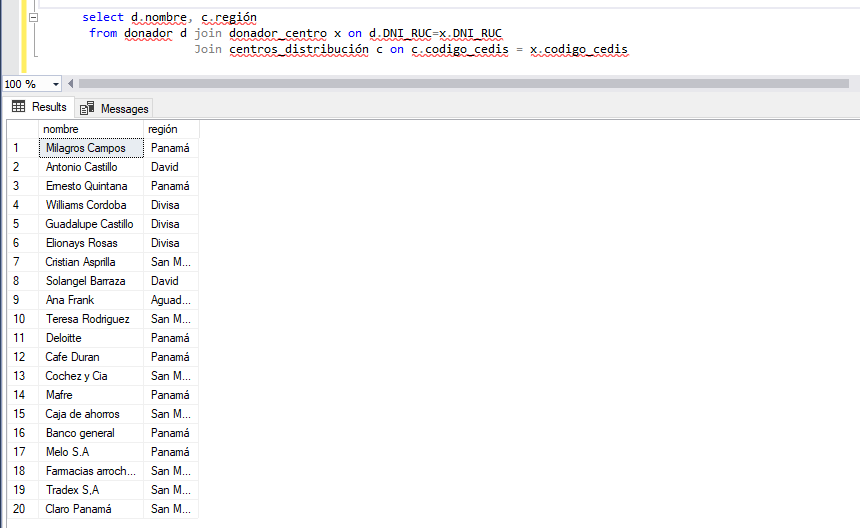 select d.nombre, c.región
from donador d join donador_centro x on d.DNI_RUC=x.DNI_RUC
Join centros_distribución c on c.codigo_cedis = x.codigo_cedis
100 %
Results Messages
nombre región
1 Milagros Campos Panamá
2 Antonio Castillo David
3 Ernesto Quintana Panamá
4 Williams Cordoba Divisa
5 Guadalupe Castillo Divisa
6 Elionays Rosas Divisa
7 Cristian Asprilla San M...
8 Solangel Barraza David
9 Ana Frank Aguad...
10 Teresa Rodriguez San M...
11 Deloitte Panamá
12 Cafe Duran Panamá
13 Cochez y Cia San M...
14 Mafre Panamá
15 Caja de ahorros San M...
16 Banco general Panamá
17 Melo S.A Panamá
18 Farmacias arroch... San M...
19 Tradex S,A San M...
20 Claro Panamá San M...